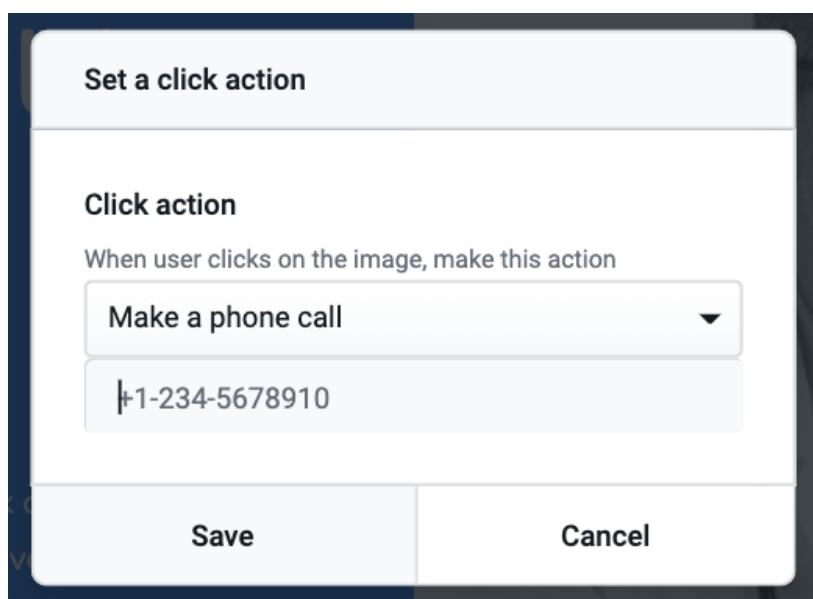 Set a click action
Click action
When user clicks on the image, make this action
Make a phone call
+1-234-5678910
Save
Cancel